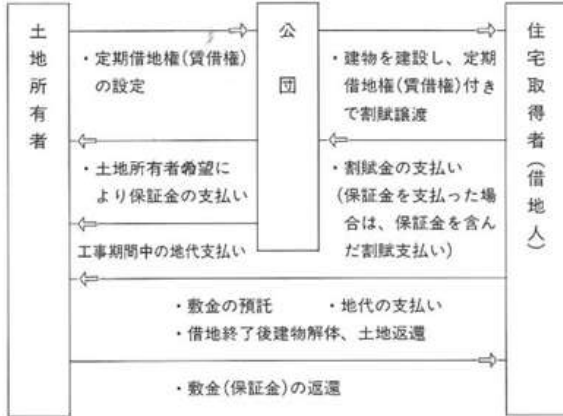 土地所有者
公団
住宅取得者(借地人)
・定期借地権(賃借権)
の設定
・建物を建設し、定期
借地権(賃借権)付き
で割賦譲渡
・土地所有者希望に
より保証金の支払い
・割賦金の支払い
(保証金を支払った場
合は、保証金を含ん
だ割賦支払い)
工事期間中の地代支払い
・敷金の預託 ・地代の支払い
・借地終了後建物解体、土地返還
・敷金(保証金)の返還